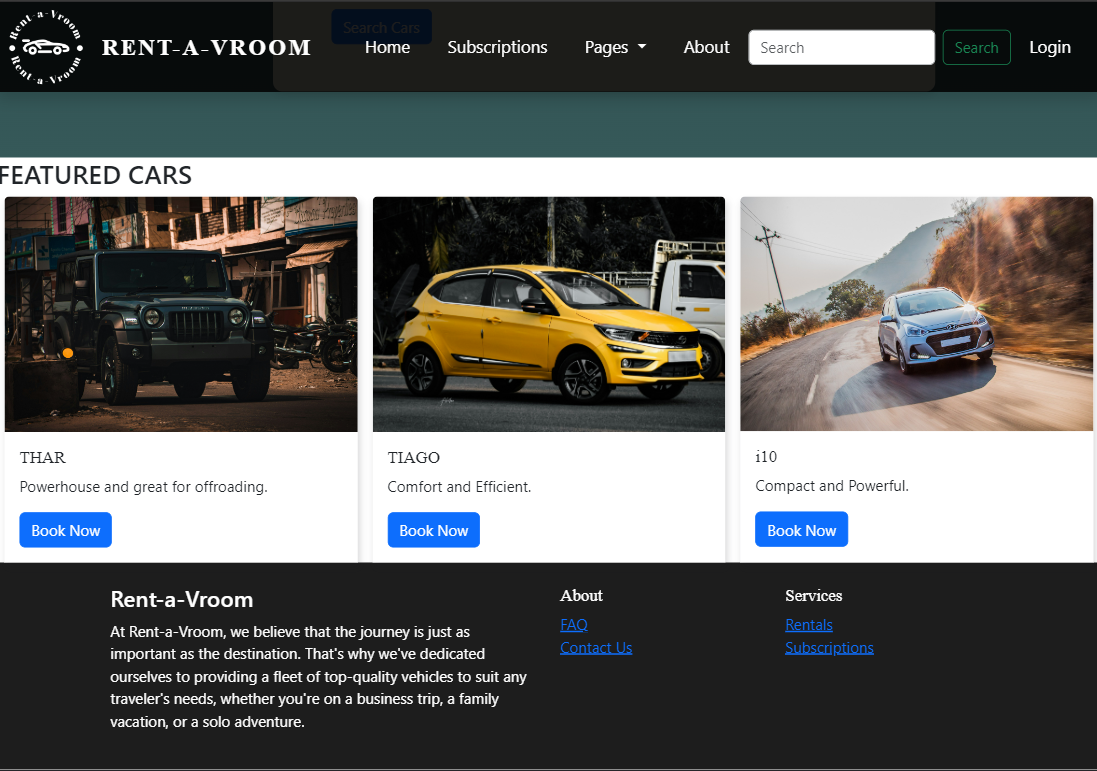 Rent-a-Vroom
Rent-a-Vroom
RENT-A-VROOM
Search Cars
Home
Subscriptions
Pages
About
Search
Search
Login
FEATURED CARS
THAR
Powerhouse and great for offroading.
Book Now
TIAGO
Comfort and Efficient.
Book Now
i10
Compact and Powerful.
Book Now
Rent-a-Vroom
At Rent-a-Vroom, we believe that the journey is just as
important as the destination. That's why we've dedicated
ourselves to providing a fleet of top-quality vehicles to suit any
traveler's needs, whether you're on a business trip, a family
vacation, or a solo adventure.
About
FAQ
Contact Us
Services
Rentals
Subscriptions